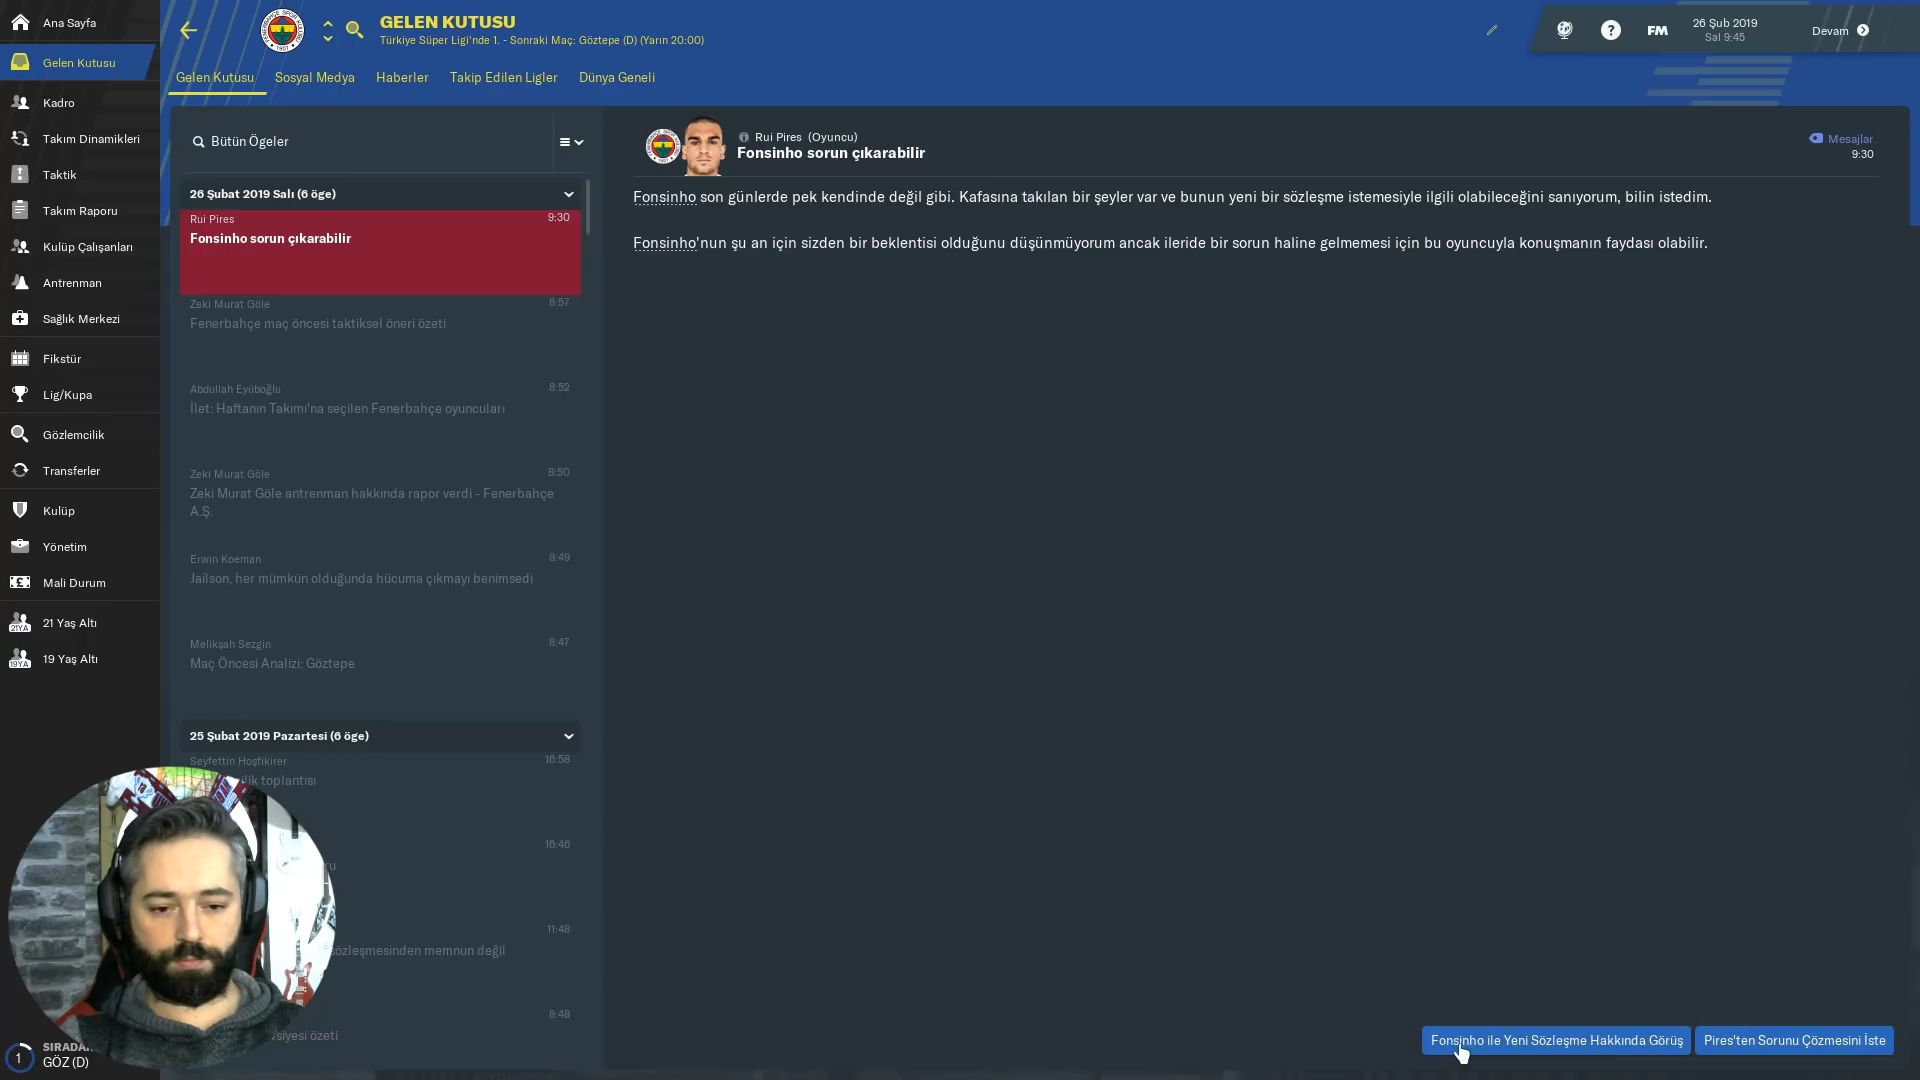 Ana Sayfa
Gelen Kutusu
Kadro
Takım Dinamikleri
Taktik
Takım Raporu
Kulüp Çalışanları
Antrenman
Sağlık Merkezi
Fikstür
Lig/Kupa
Gözlemcilik
Transferler
Kulüp
Yönetim
Mali Durum
21YA
21 Yaş Altı
19YA
19 Yaş Altı
GELEN KUTUSU
Türkiye Süper Ligi'nde 1. - Sonraki Maç: Göztepe (D) (Yarın 20:00)
? FM
26 Şub 2019
Sal 9:45
Devam
Gelen Kutusu Sosyal Medya Haberler Takip Edilen Ligler Dünya Geneli
Bütün Ögeler
26 Şubat 2019 Salı (6 öge)
Rui Pires 9:30
Fonsinho sorun çıkarabilir
Zeki Murat Göle 8:57
Fenerbahçe maç öncesi taktiksel öneri özeti
Abdullah Eyüboğlu 8:52
İlet: Haftanın Takımı'na seçilen Fenerbahçe oyuncuları
Zeki Murat Göle 8:50
Zeki Murat Göle antrenman hakkında rapor verdi - Fenerbahçe
A.Ş.
Erwin Koeman 8:49
Jaílson, her mümkün olduğunda hücuma çıkmayı benimsedi
Melikşah Sezgin 8:47
Maç Öncesi Analizi: Göztepe
25 Şubat 2019 Pazartesi (6 öge)
Seyfettin Hoşfikirer 16:58
toplantısı
16:46
11:48
sözleşmesinden memnun değil
8:48
özeti
1
GÖZ (D)
Rui Pires (Oyuncu)
Fonsinho sorun çıkarabilir
Mesajlar
9:30
Fonsinho son günlerde pek kendinde değil gibi. Kafasına takılan bir şeyler var ve bunun yeni bir sözleşme istemesiyle ilgili olabileceğini sanıyorum, bilin istedim.
Fonsinho'nun şu an için sizden bir beklentisi olduğunu düşünmüyorum ancak ileride bir sorun haline gelmemesi için bu oyuncuyla konuşmanın faydası olabilir.
Fonsinho ile Yeni Sözleşme Hakkında Görüş
Pires'ten Sorunu Çözmesini İste